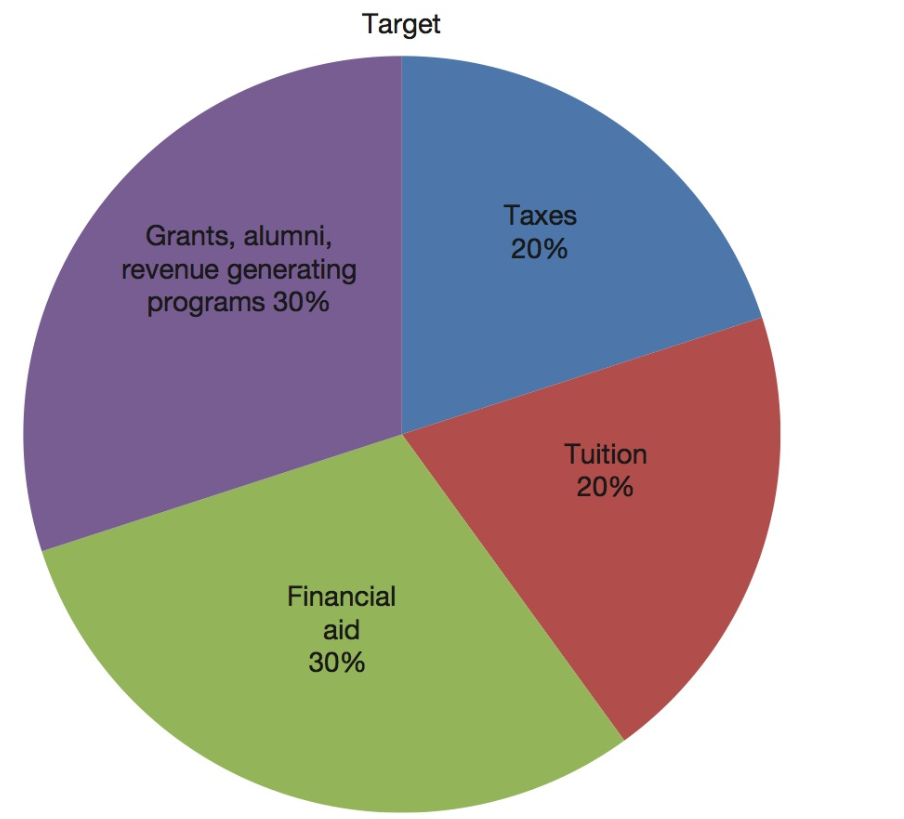 Target
Taxes
20%
Grants, alumni,
revenue generating
programs 30%
Tuition
20%
Financial
aid
30%